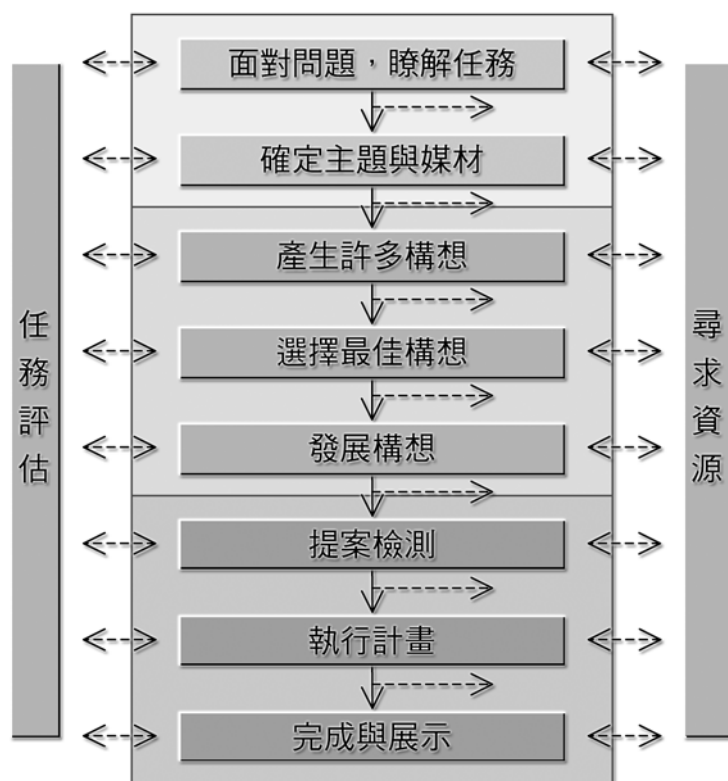 面對問題，瞭解任務
確定主題與媒材
產生許多構想
選擇最佳構想
發展構想
提案檢測
執行計畫
完成與展示
任務評估
尋求資源